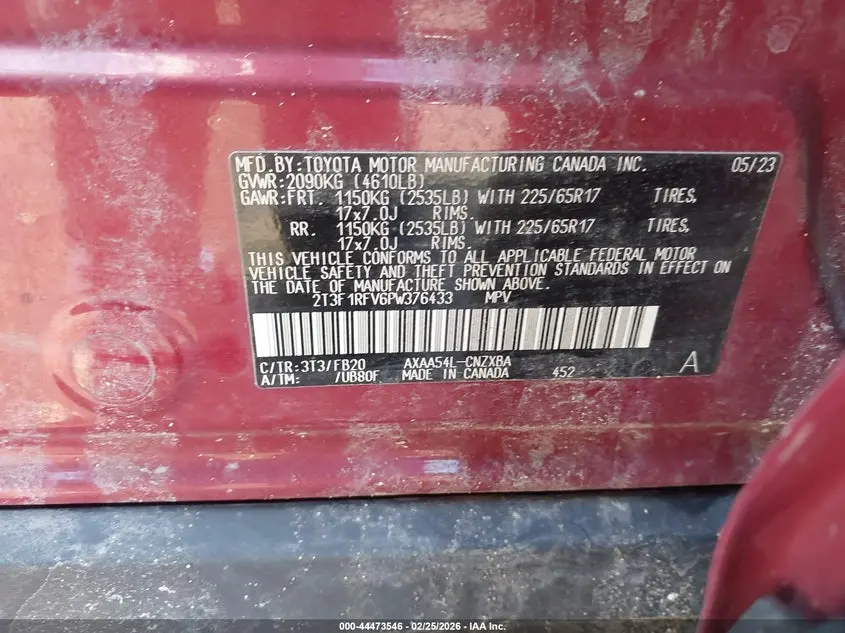 MFD.BY:TOYOTA MOTOR MANUFACTURING CANADA INC. 05/23
GVWR:2090KG (4610LB)
GAWR:FRT. 1150KG (2535LB) WITH 225/65R17 TIRES,
17x7.0J RIMS.
RR. 1150KG (2535LB) WITH 225/65R17 TIRES,
17x7.0J RIMS.
THIS VEHICLE CONFORMS TO ALL APPLICABLE FEDERAL MOTOR
VEHICLE SAFETY AND THEFT PREVENTION STANDARDS IN EFFECT ON
THE DATE OF MANUFACTURE SHOWN ABOVE.
2T3F1RFV6PW376433 MPV
C/TR:3T3/FB20 AXAA54L-CNZXBA
A/TM: /UB80F MADE IN CANADA 452 A
000-44473546 - 02/25/2026 - IAA Inc.